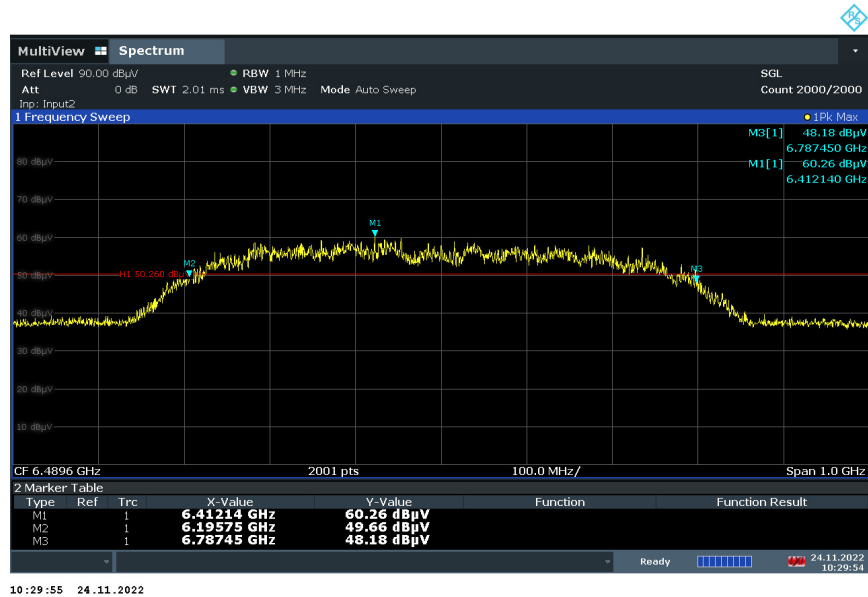 R&S
MultiView Spectrum
Ref Level 90.00 dBµV RBW 1 MHz SGL
Att 0 dB SWT 2.01 ms VBW 3 MHz Mode Auto Sweep Count 2000/2000
Inp: Input2
1 Frequency Sweep 1Pk Max
M3[1] 48.18 dBµV
6.787450 GHz
M1[1] 60.26 dBµV
6.412140 GHz
80 dBµV
70 dBµV
M1
60 dBµV
M2
M3
50 dBµV H1 50.260 dBµ
40 dBµV
30 dBµV
20 dBµV
10 dBµV
CF 6.4896 GHz 2001 pts 100.0 MHz/ Span 1.0 GHz
2 Marker Table
Type Ref Trc X-Value Y-Value Function Function Result
M1 1 6.41214 GHz 60.26 dBµV
M2 1 6.19575 GHz 49.66 dBµV
M3 1 6.78745 GHz 48.18 dBµV
Ready 24.11.2022
10:29:54
10:29:55 24.11.2022